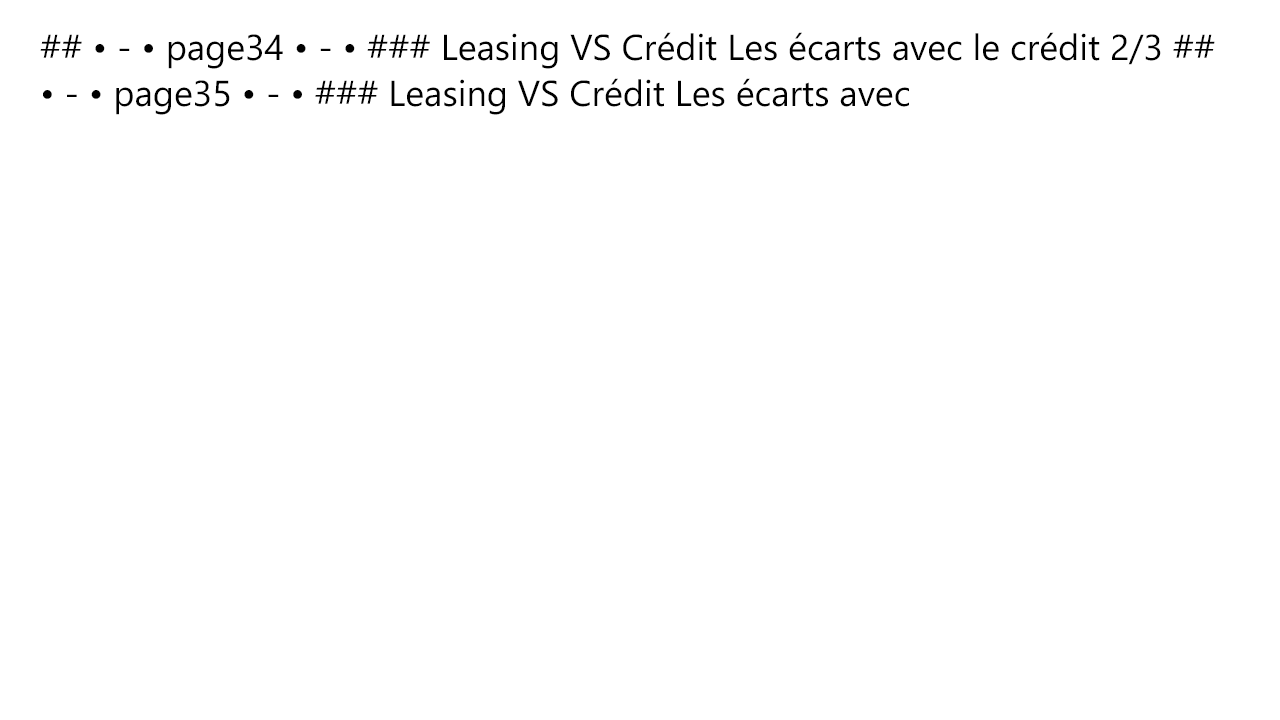 ## • - • page34 • - • ### Leasing VS Crédit Les écarts avec le crédit 2/3 ##
• - • page35 • - • ### Leasing VS Crédit Les écarts avec